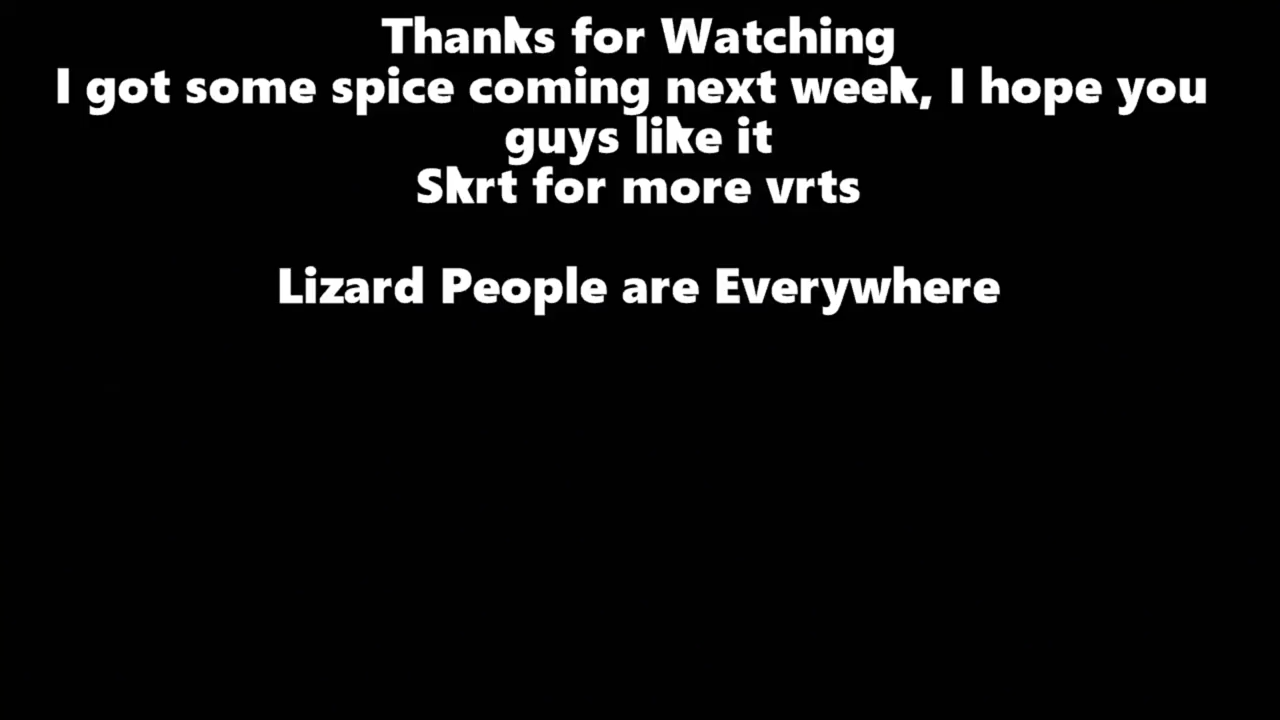 Thanks for Watching
I got some spice coming next week, I hope you
guys like it
Skrt for more vrts
Lizard People are Everywhere